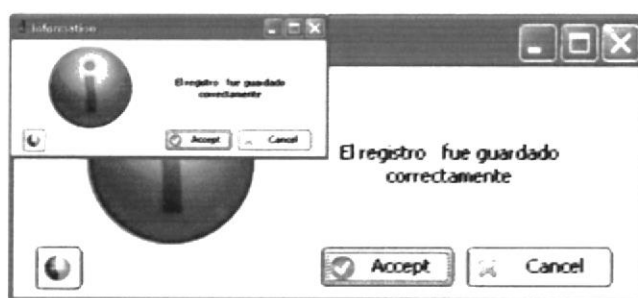 Information
El registro fue guardado
correctamente
Accept Cancel
El registro fue guardado
correctamente
Accept Cancel